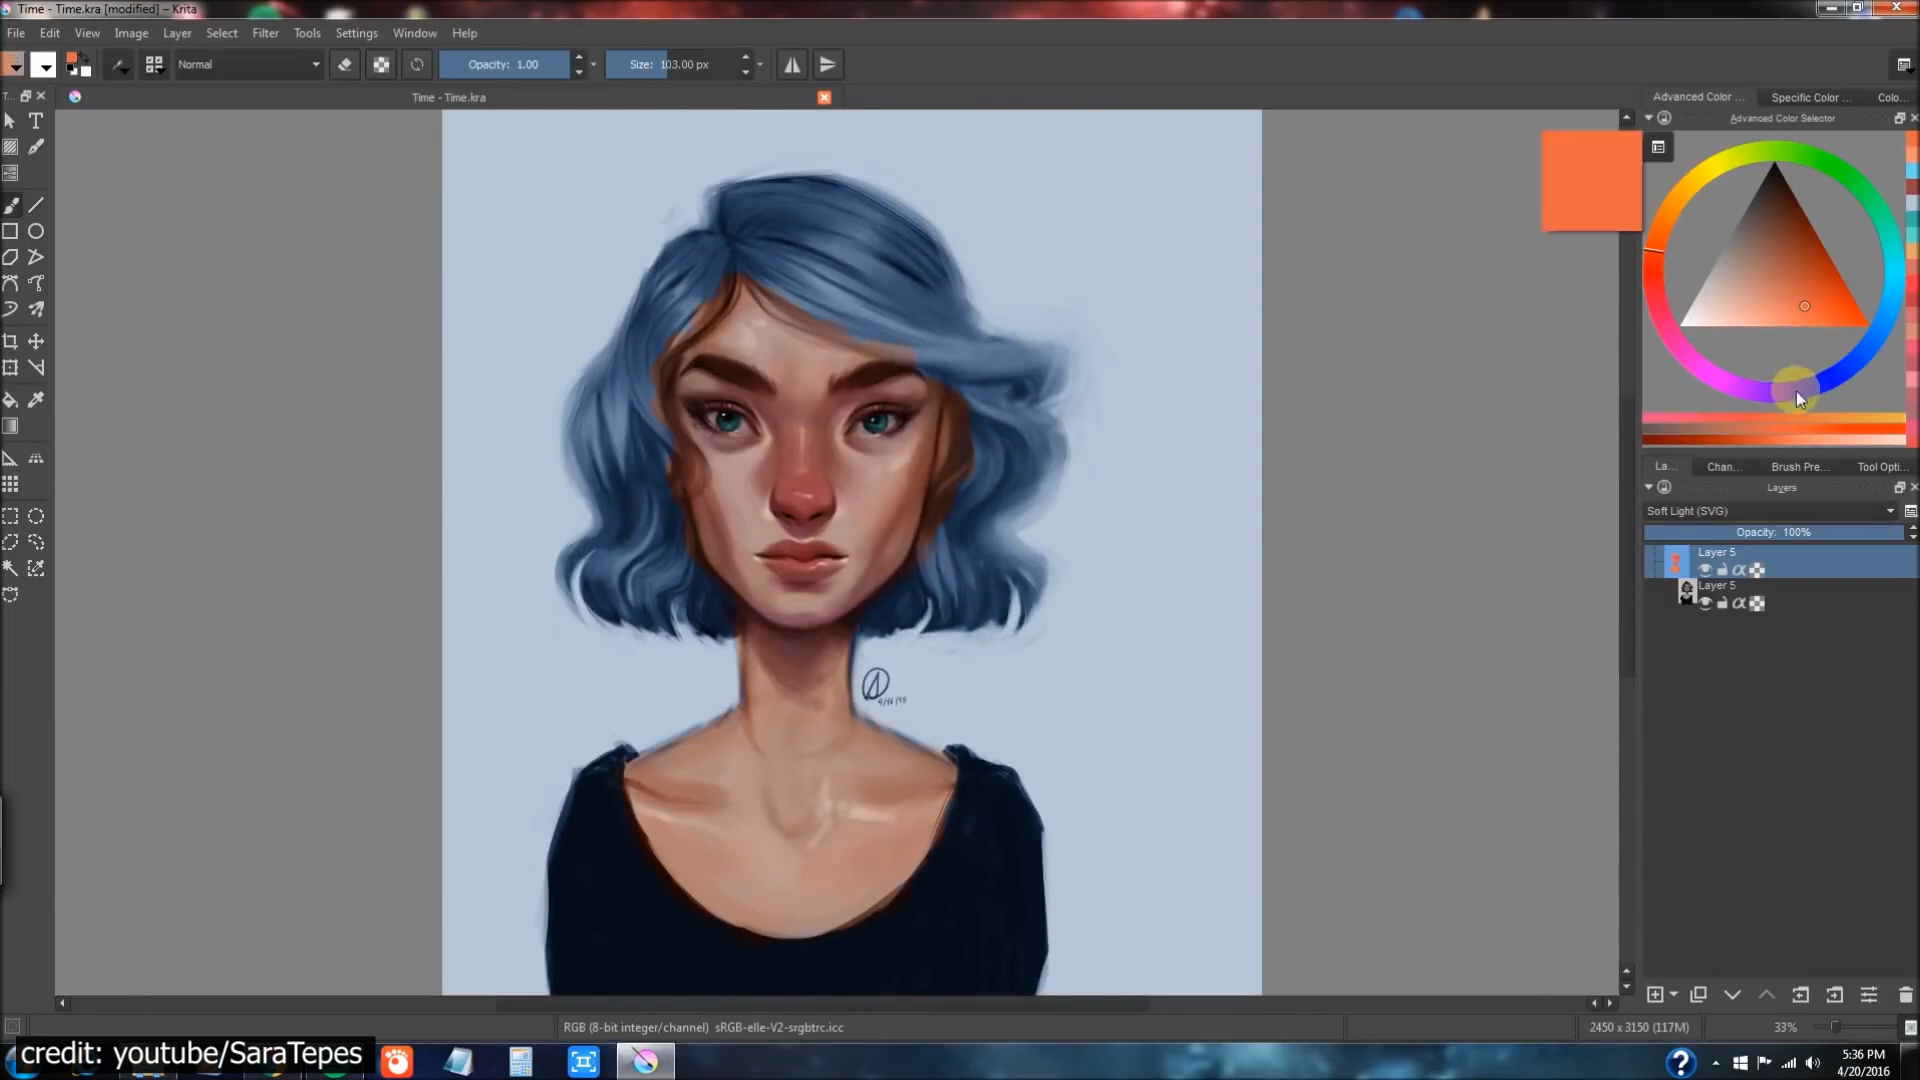 Time - Time.kra [modified] – Krita
File Edit View Image Layer Select Filter Tools Settings Window Help
Normal Opacity: 1.00 Size: 103.00 px
T...
Time - Time.kra
Advanced Color ... Specific Color ... Colo...
Advanced Color Selector
La... Chan... Brush Pre... Tool Opti...
Layers
Soft Light (SVG)
Opacity: 100%
Layer 5
Layer 5
RGB (8-bit integer/channel) sRGB-elle-V2-srgbtrc.icc
2450 x 3150 (117M)
33%
credit: youtube/SaraTepes
5:36 PM
4/20/2016